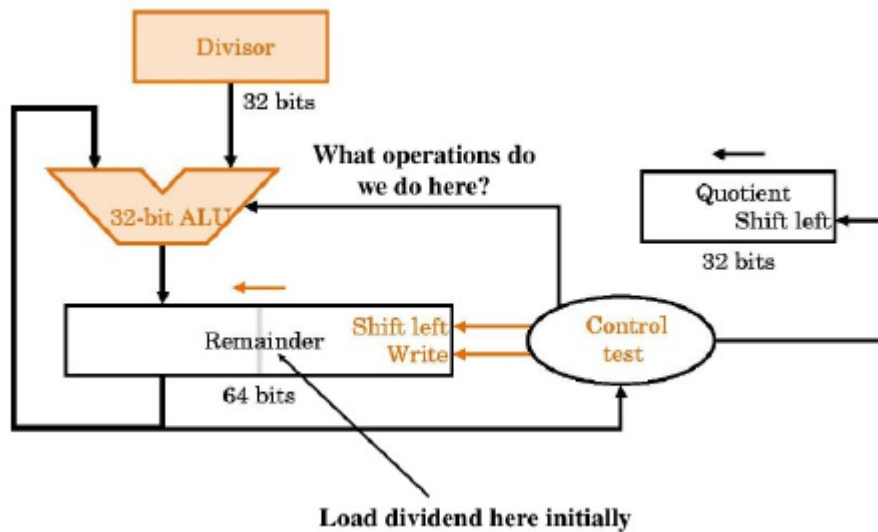 Divisor
32 bits
What operations do
we do here?
32-bit ALU
Quotient
Shift left
32 bits
Remainder
Shift left
Write
Control
test
64 bits
Load dividend here initially